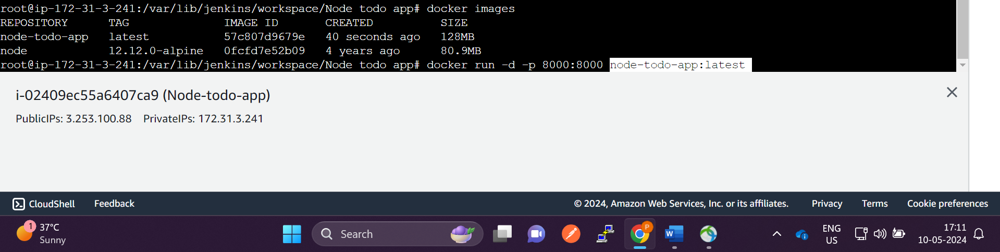 root@ip-172-31-3-241:/var/lib/jenkins/workspace/Node todo app# docker images
REPOSITORY TAG IMAGE ID CREATED SIZE
node-todo-app latest 57c807d9679e 40 seconds ago 128MB
node 12.12.0-alpine 0fcfd7e52b09 4 years ago 80.9MB
root@ip-172-31-3-241:/var/lib/jenkins/workspace/Node todo app# docker run -d -p 8000:8000 node-todo-app:latest
i-02409ec55a6407ca9 (Node-todo-app)
PublicIPs: 3.253.100.88 PrivateIPs: 172.31.3.241
CloudShell Feedback © 2024, Amazon Web Services, Inc. or its affiliates. Privacy Terms Cookie preferences
1 37°C
Sunny
Search
P
W
ENG
US
17:11
10-05-2024